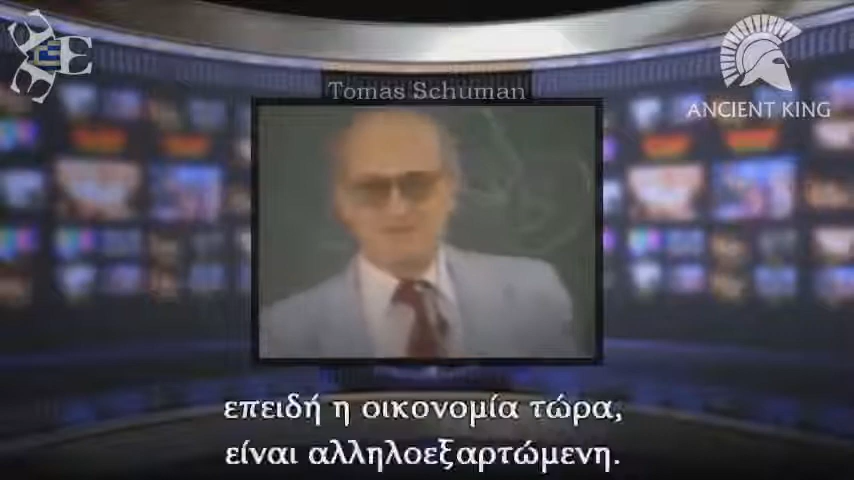 Tomas Schuman
ANCIENT KING
επειδή η οικονομία τώρα,
είναι αλληλοεξαρτώμενη.